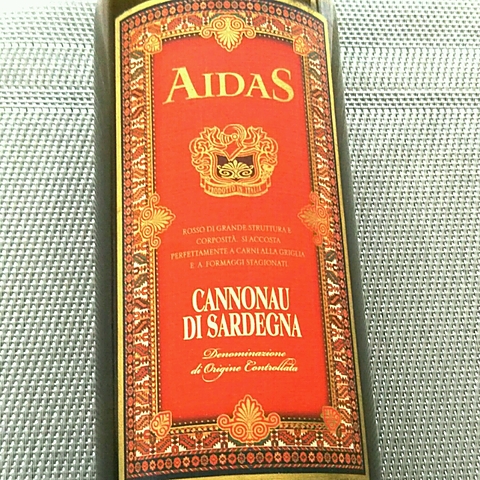 AIDAS
PRODOTTO IN ITALIA
ROSSO DI GRANDE STRUTTURA E
CORPOSITÀ. SI ACCOSTA
PERFETTAMENTE A CARNI ALLA GRIGLIA
E A FORMAGGI STAGIONATI.
CANNONAU
DI SARDEGNA
Denominazione
di Origine Controllata